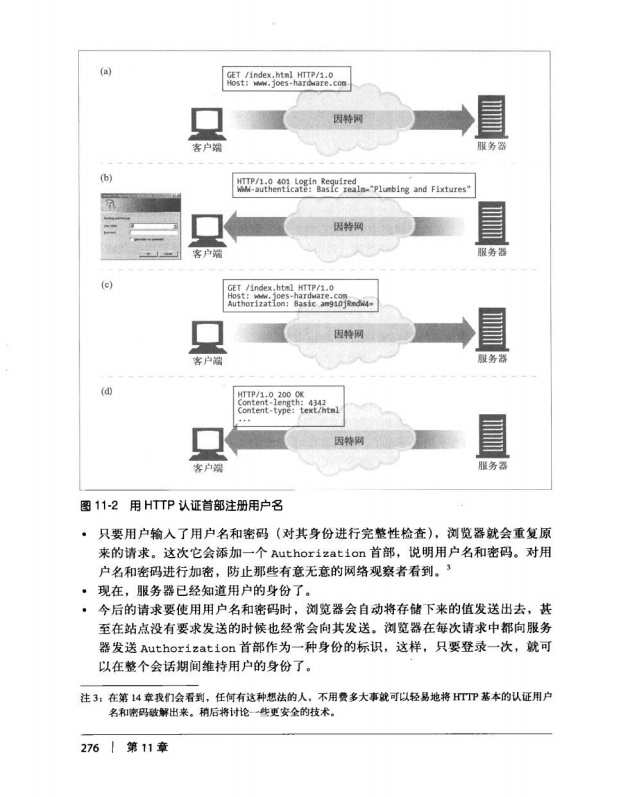 (a)
GET /index.html HTTP/1.0
Host: www.joes-hardware.com
因特网
客户端
服务器
(b)
HTTP/1.0 401 Login Required
WWW-authenticate: Basic realm="Plumbing and Fixtures"
因特网
客户端
服务器
(c)
GET /index.html HTTP/1.0
Host: www.joes-hardware.com
Authorization: Basic am910jRmdW4=
因特网
客户端
服务器
(d)
HTTP/1.0 200 OK
Content-length: 4342
Content-type: text/html
...
因特网
客户端
服务器
图 11-2 用 HTTP 认证首部注册用户名
• 只要用户输入了用户名和密码（对其身份进行完整性检查），浏览器就会重复原
来的请求。这次它会添加一个 Authorization 首部，说明用户名和密码。对用
户名和密码进行加密，防止那些有意无意的网络观察者看到。3
• 现在，服务器已经知道用户的身份了。
• 今后的请求要使用用户名和密码时，浏览器会自动将存储下来的值发送出去，甚
至在站点没有要求发送的时候也经常会向其发送。浏览器在每次请求中都向服务
器发送 Authorization 首部作为一种身份的标识，这样，只要登录一次，就可
以在整个会话期间维持用户的身份了。
注 3：在第 14 章我们会看到，任何有这种想法的人，不用费多大事就可以轻易地将 HTTP 基本的认证用户
名和密码破解出来。稍后将讨论一些更安全的技术。
276 | 第 11 章